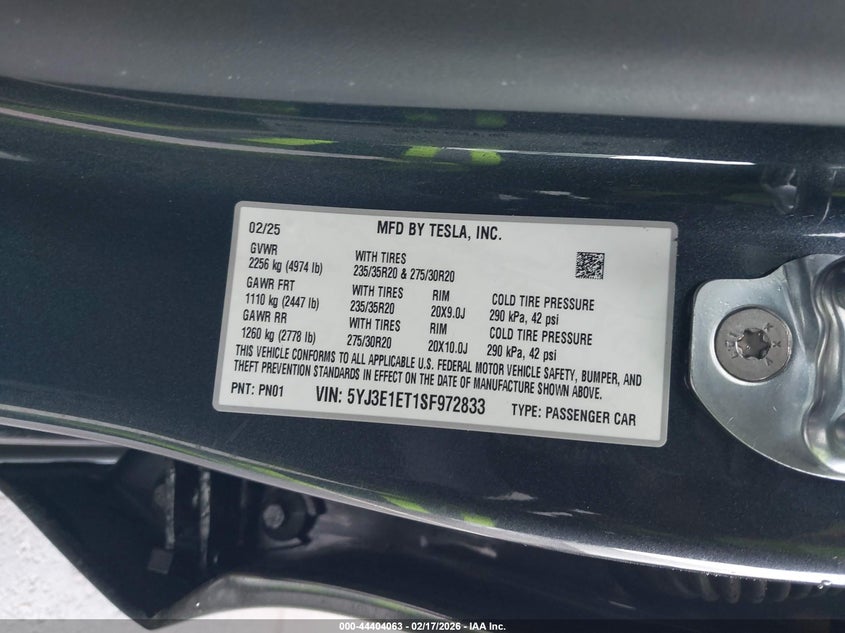 02/25 MFD BY TESLA, INC.
GVWR WITH TIRES
2256 kg (4974 lb) 235/35R20 & 275/30R20
GAWR FRT WITH TIRES RIM COLD TIRE PRESSURE
1110 kg (2447 lb) 235/35R20 20X9.0J 290 kPa, 42 psi
GAWR RR WITH TIRES RIM COLD TIRE PRESSURE
1260 kg (2778 lb) 275/30R20 20X10.0J 290 kPa, 42 psi
THIS VEHICLE CONFORMS TO ALL APPLICABLE U.S. FEDERAL MOTOR VEHICLE SAFETY, BUMPER, AND
THEFT PREVENTION STANDARDS IN EFFECT ON THE DATE OF MANUFACTURE SHOWN ABOVE.
PNT: PN01 VIN: 5YJ3E1ET1SF972833 TYPE: PASSENGER CAR
000-44404063 - 02/17/2026 - IAA Inc.